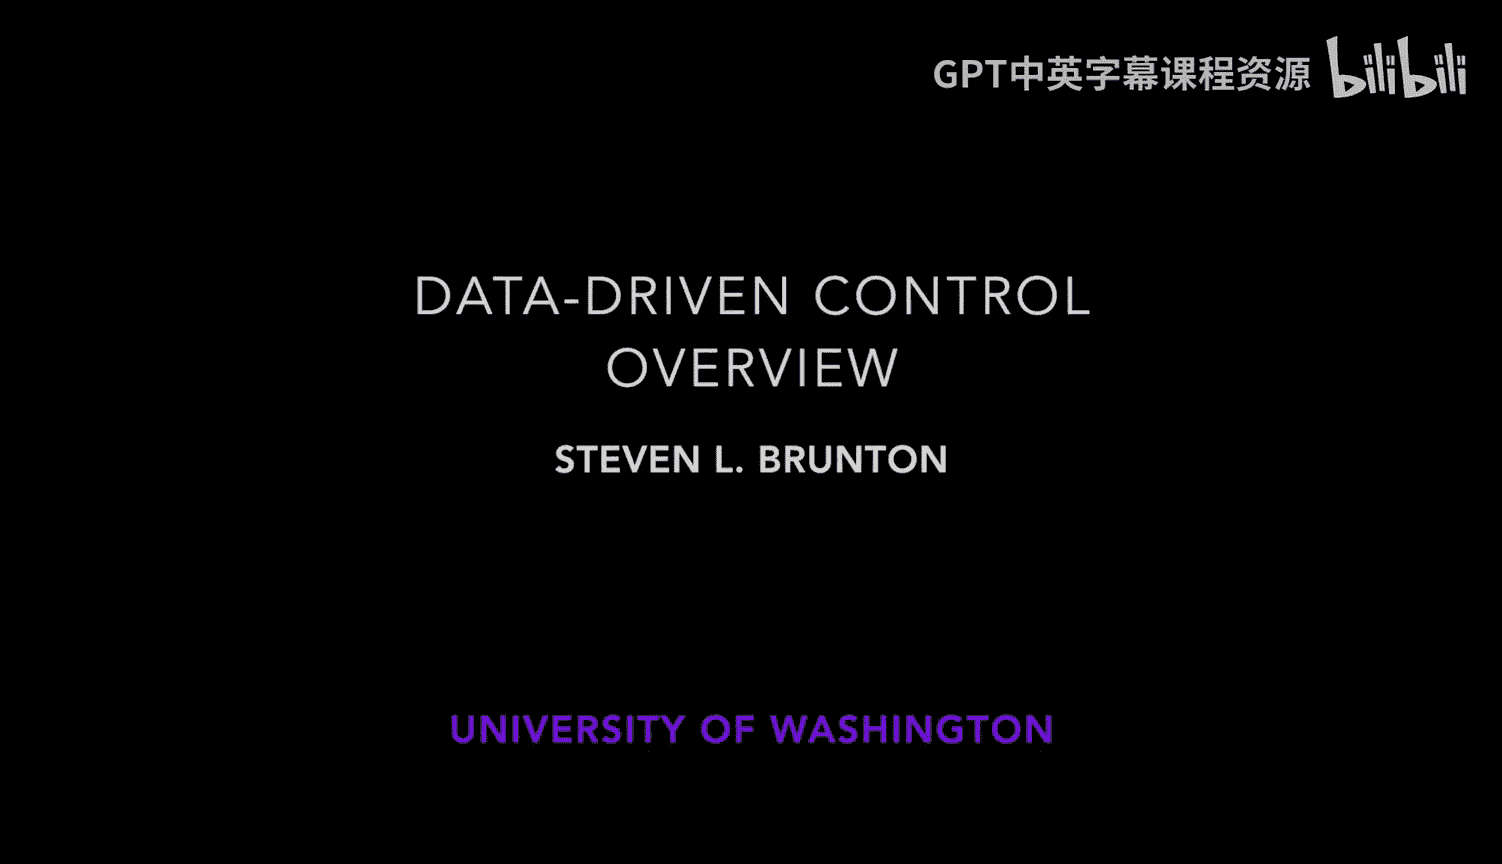 GPT中英字幕课程资源 bilibili
DATA-DRIVEN CONTROL
OVERVIEW
STEVEN L. BRUNTON
UNIVERSITY OF WASHINGTON